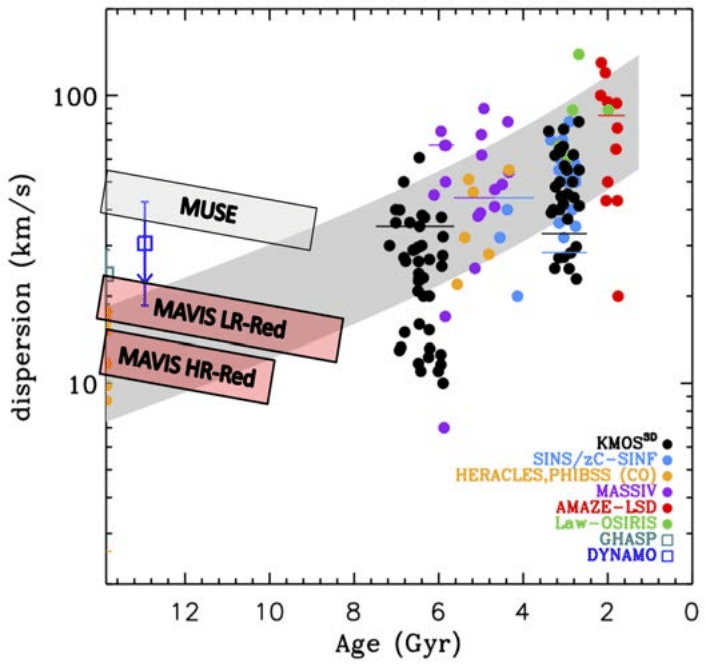 100
10
dispersion (km/s)
MUSE
MAVIS LR-Red
MAVIS HR-Red
KMOS3D
SINS/zC-SINF
HERACLES,PHIBSS (CO)
MASSIV
AMAZE-LSD
Law-OSIRIS
GHASP
DYNAMO
12 10 8 6 4 2 0
Age (Gyr)